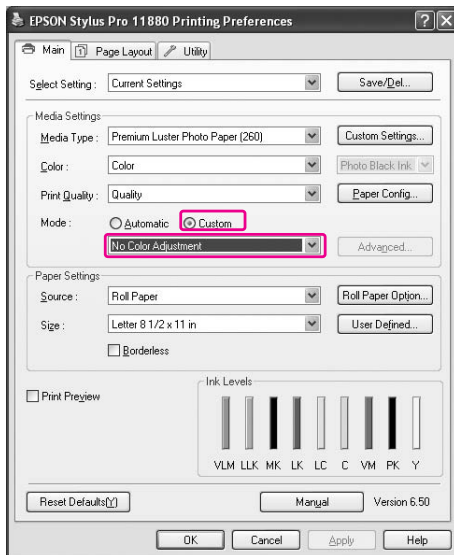 EPSON Stylus Pro 11880 Printing Preferences
Main Page Layout Utility
Select Setting : Current Settings Save/Del...
Media Settings
Media Type : Premium Luster Photo Paper (260) Custom Settings...
Color : Color Photo Black Ink
Print Quality : Quality Paper Config...
Mode : Automatic Custom
No Color Adjustment Advanced...
Paper Settings
Source : Roll Paper Roll Paper Option...
Size : Letter 8 1/2 x 11 in User Defined...
Borderless
Print Preview
Ink Levels
VLM LLK MK LK LC C VM PK Y
Reset Defaults(Y) Manual Version 6.50
OK Cancel Apply Help